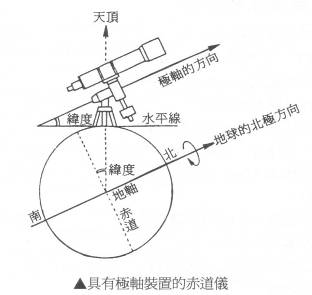 天頂
極軸的方向
緯度
水平線
地球的北極方向
北
緯度
地軸
南
赤道
▲具有極軸裝置的赤道儀